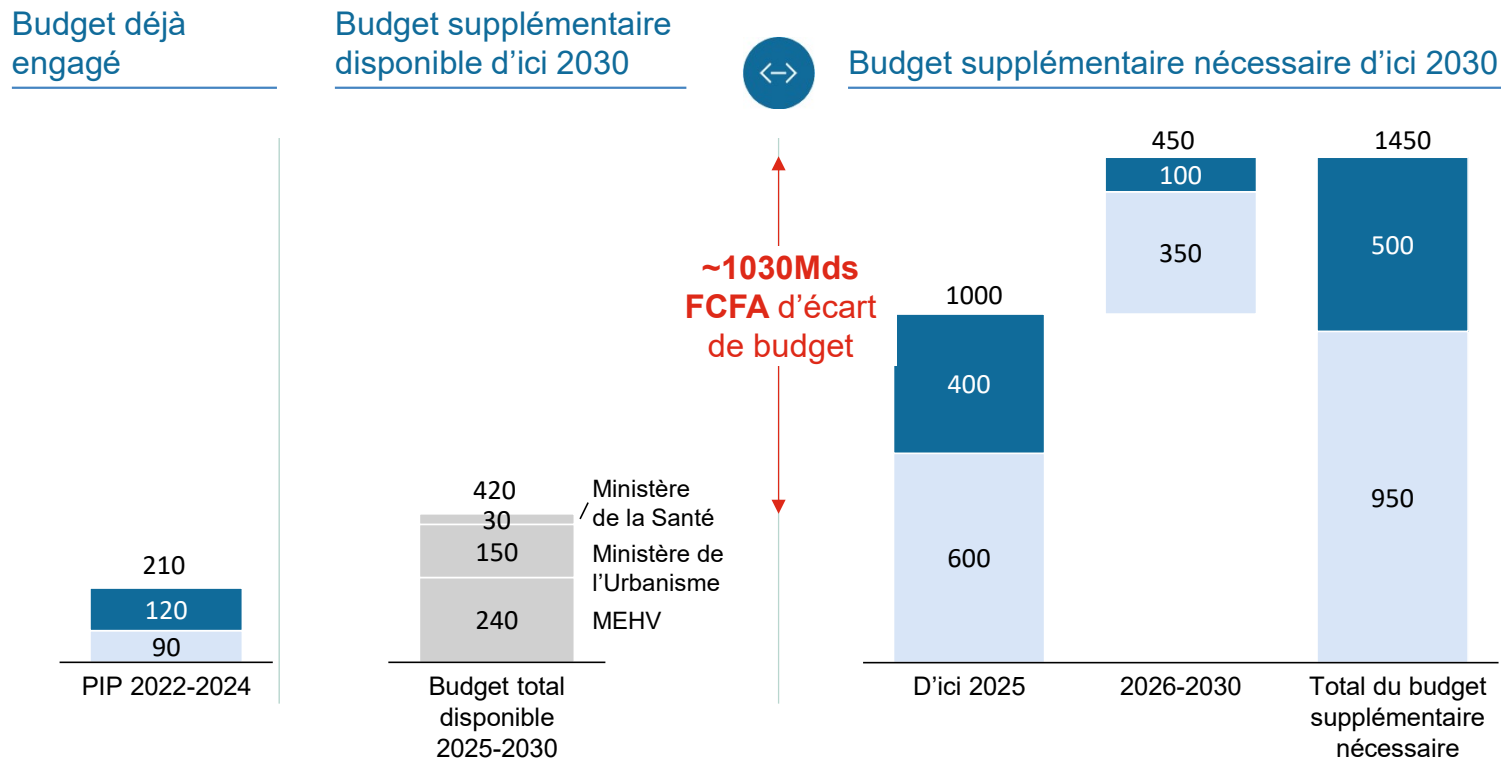 Budget déjà
engagé
Budget supplémentaire
disponible d’ici 2030
Budget supplémentaire nécessaire d’ici 2030
210
120
90
PIP 2022-2024
420
30
150
240
Ministère
de la Santé
Ministère de
l’Urbanisme
MEHV
Budget total
disponible
2025-2030
~1030Mds
FCFA d’écart
de budget
1000
400
600
D’ici 2025
450
100
350
2026-2030
1450
500
950
Total du budget
supplémentaire
nécessaire